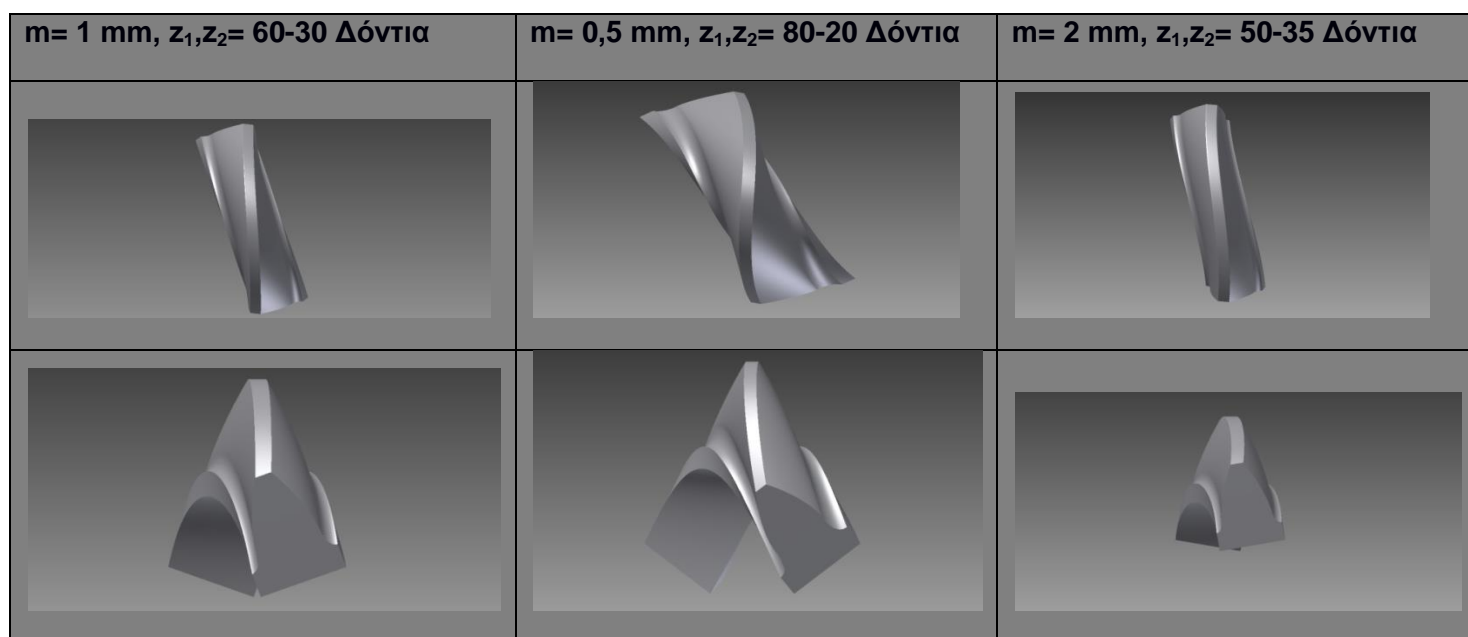 m= 1 mm, z₁,z₂= 60-30 Δόντια
m= 0,5 mm, z₁,z₂= 80-20 Δόντια
m= 2 mm, z₁,z₂= 50-35 Δόντια